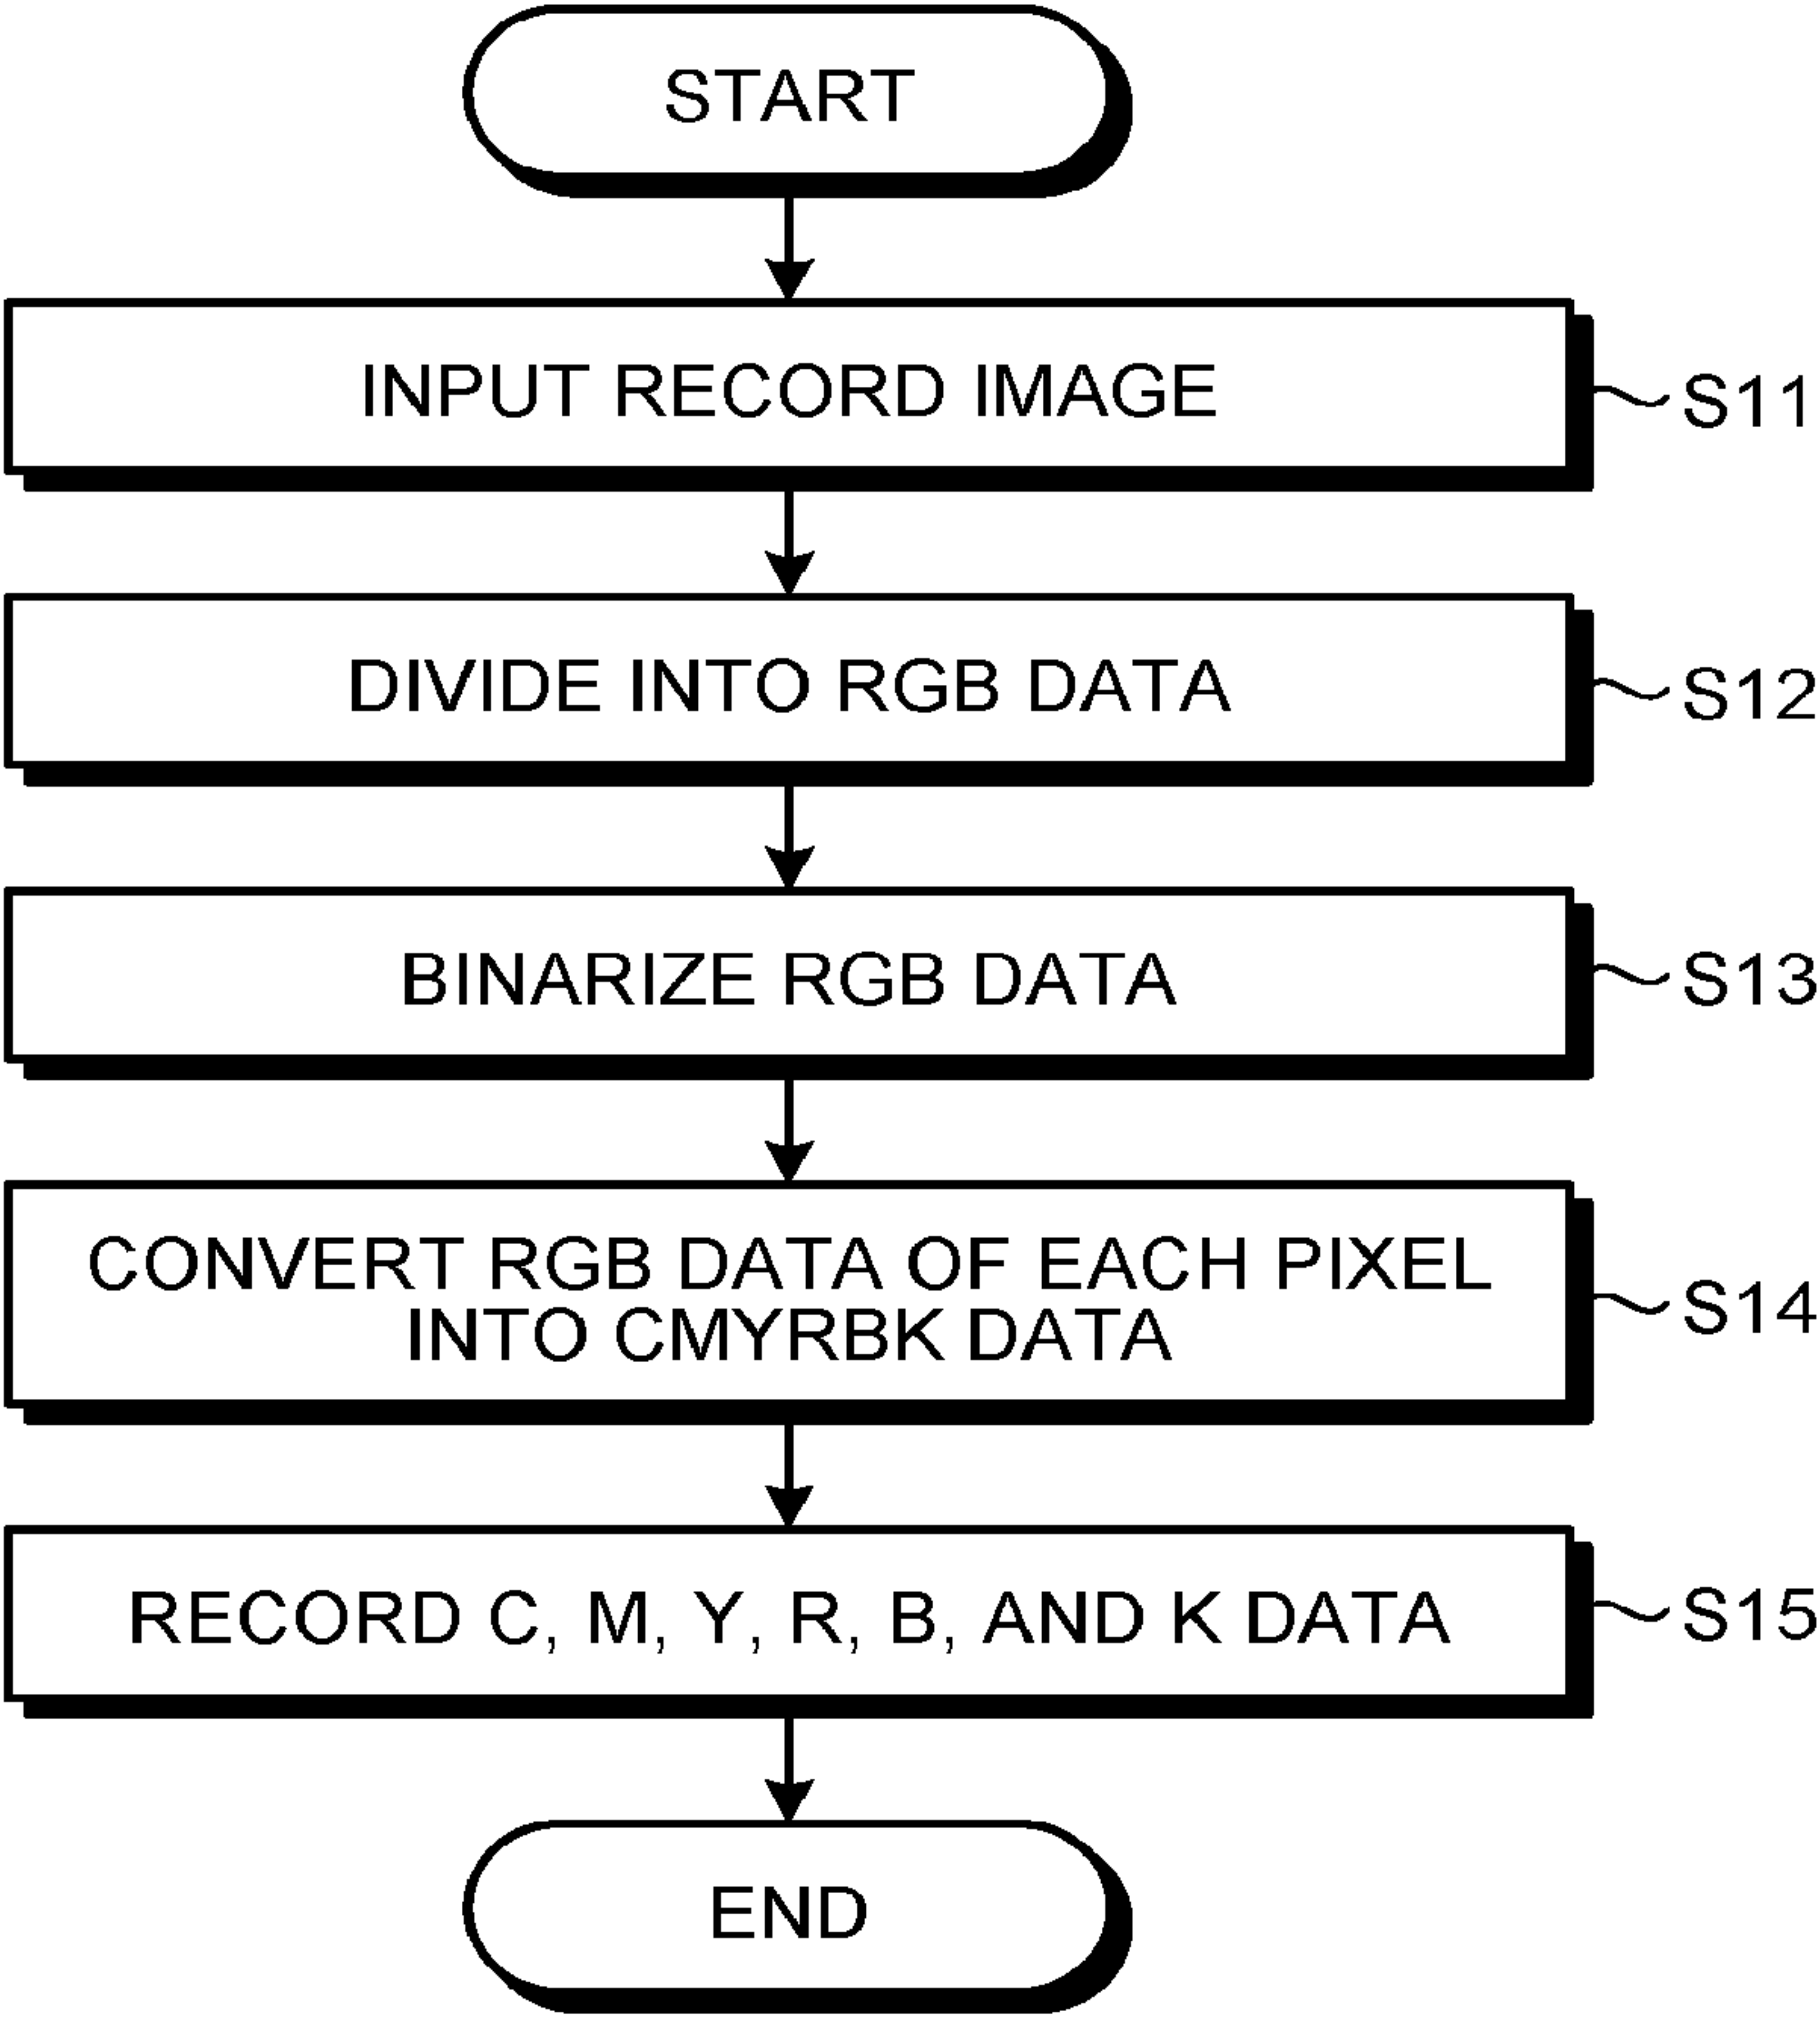 START
INPUT RECORD IMAGE
S11
DIVIDE INTO RGB DATA
S12
BINARIZE RGB DATA
S13
CONVERT RGB DATA OF EACH PIXEL
INTO CMYRBK DATA
S14
RECORD C, M, Y, R, B, AND K DATA
S15
END